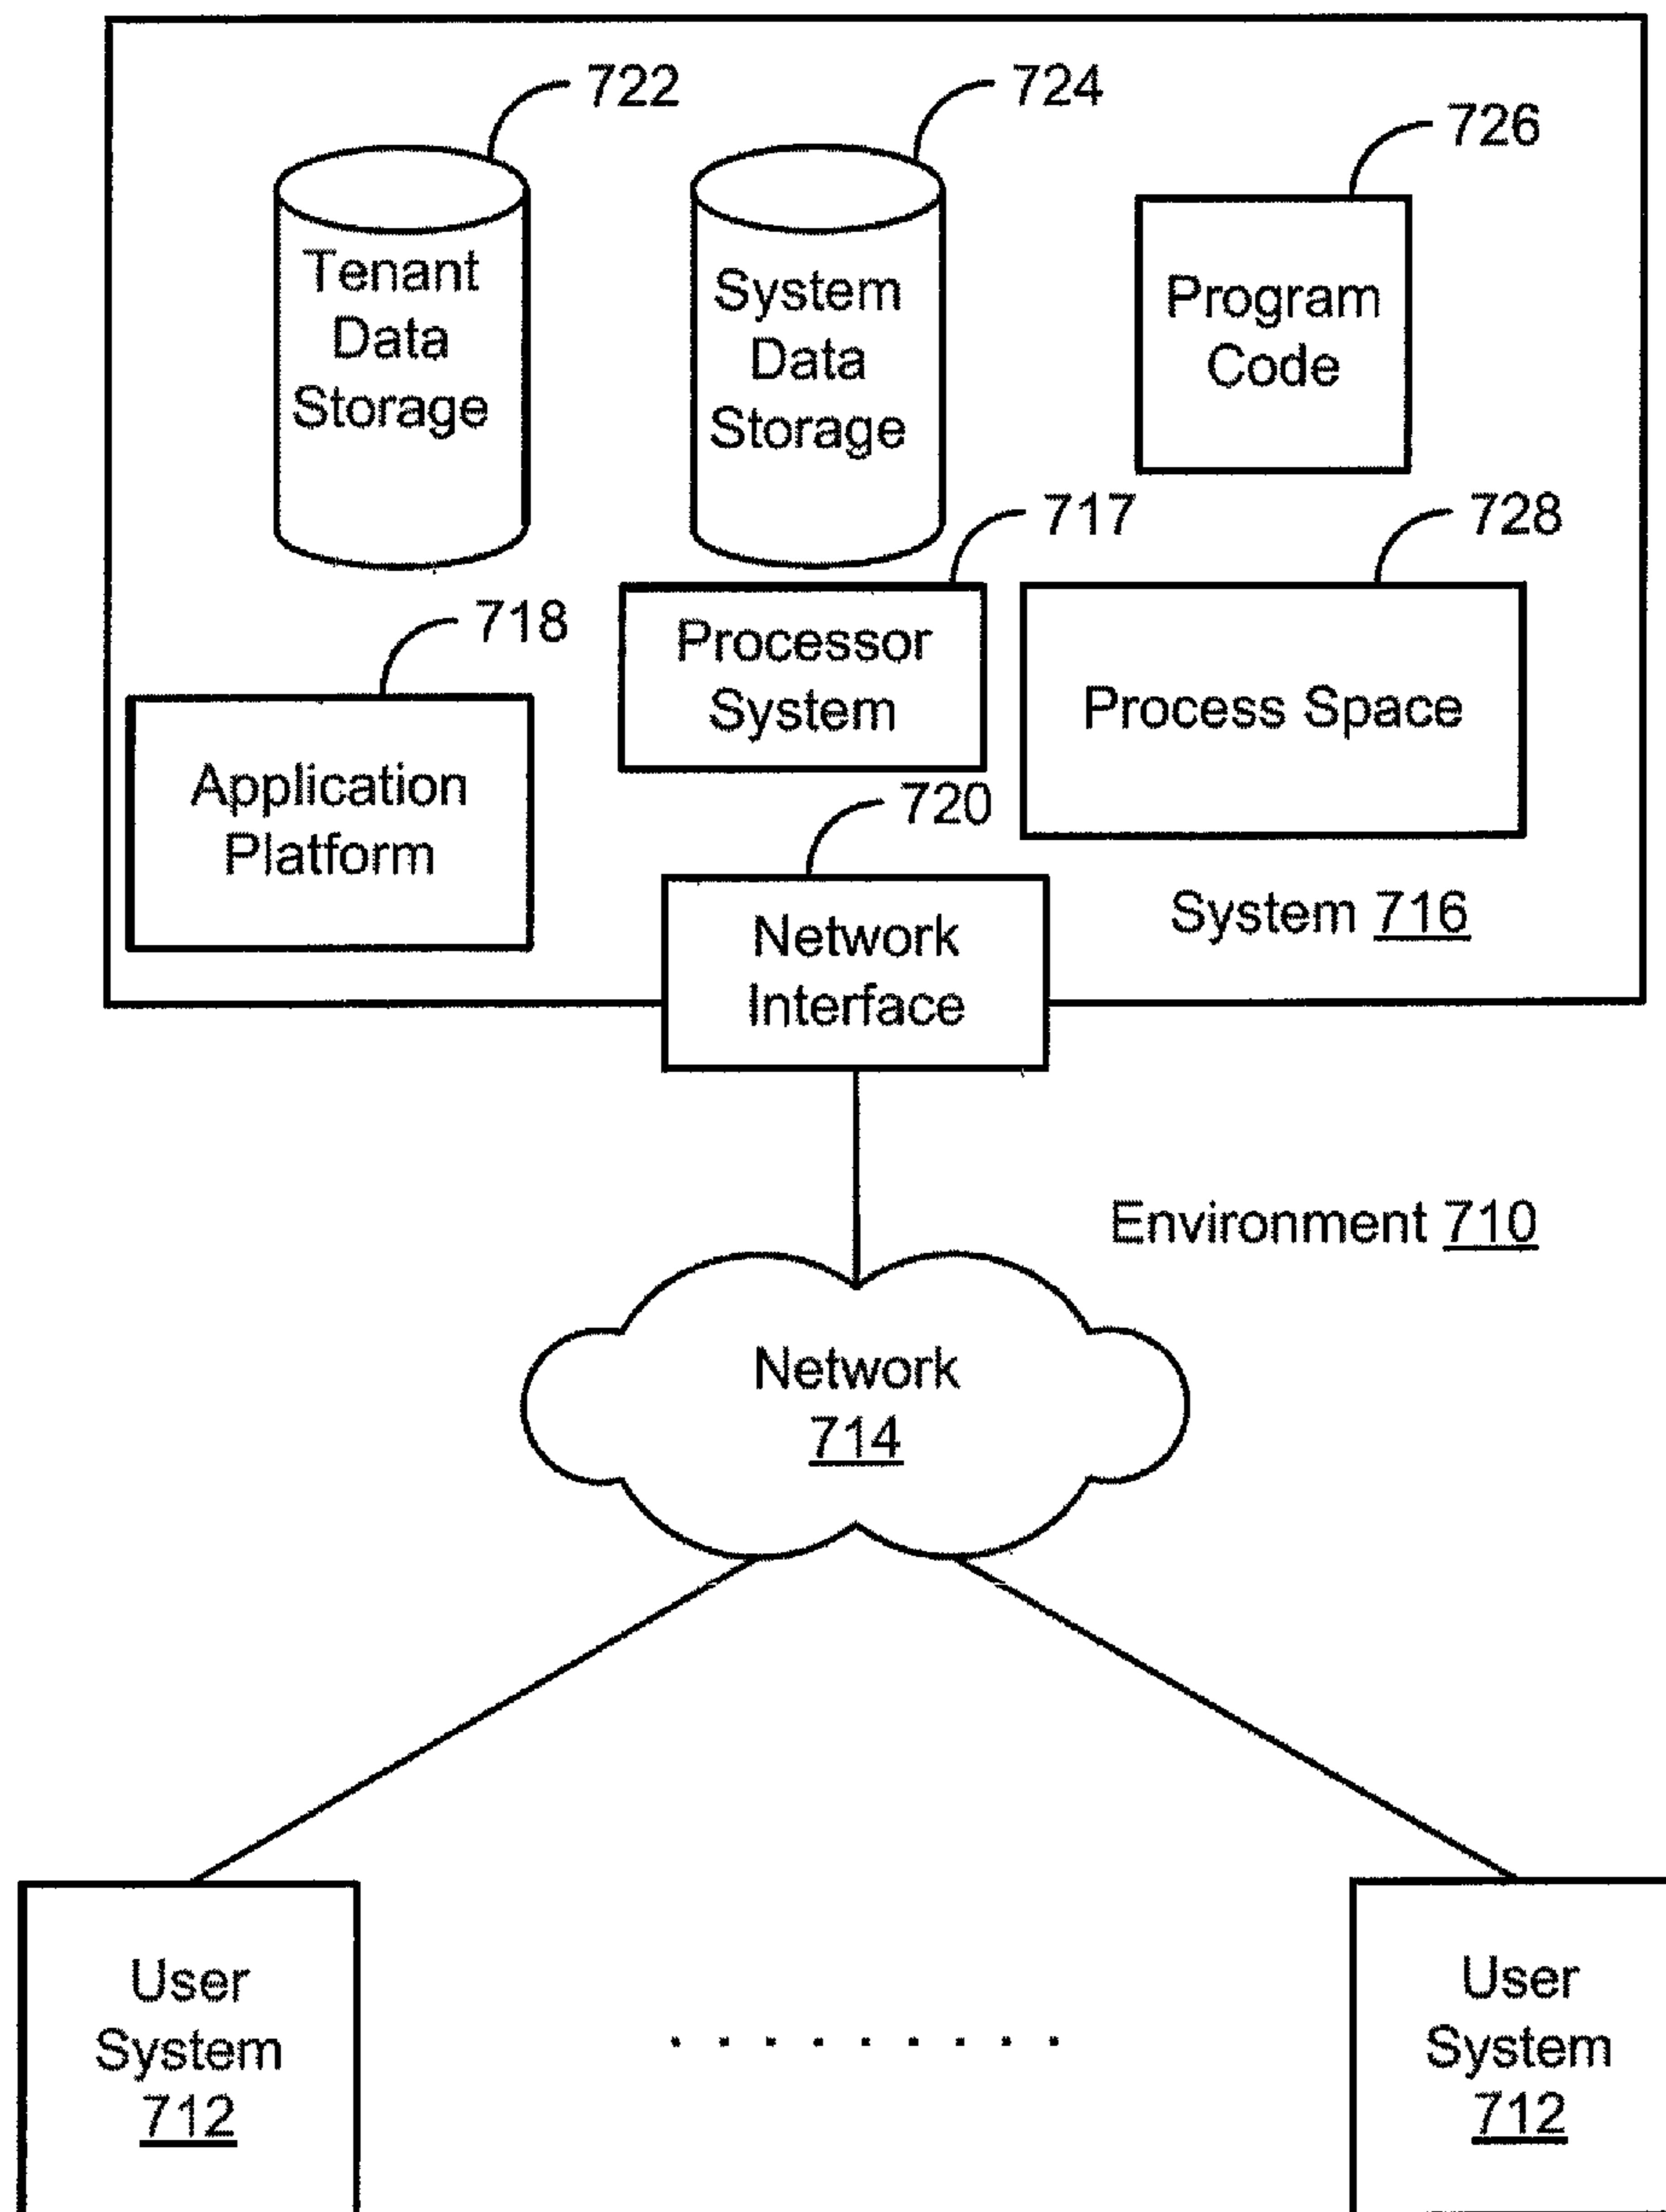 722
724
726
Tenant
Data
Storage
System
Data
Storage
Program
Code
717
728
718
Processor
System
Process Space
Application
Platform
720
System 716
Network
Interface
Environment 710
Network
714
User
System
712
User
System
712